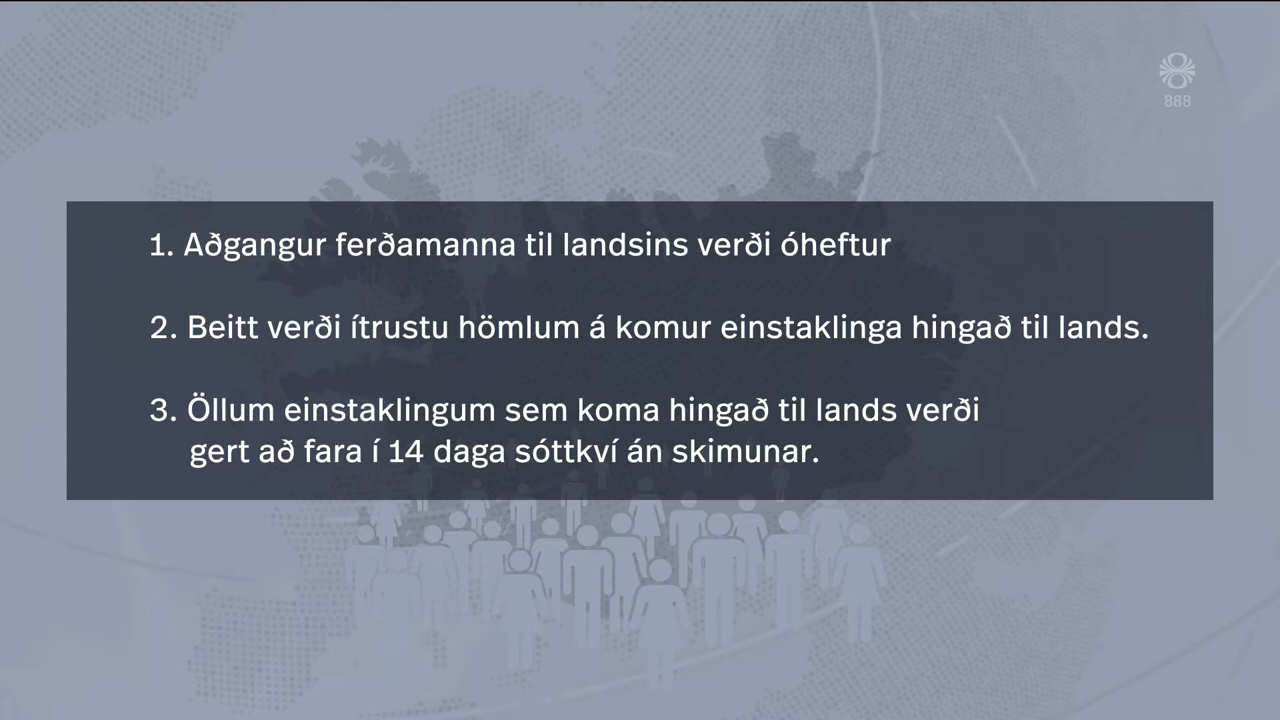 888
1. Aðgangur ferðamanna til landsins verði óheftur
2. Beitt verði ítrustu hömlum á komur einstaklinga hingað til lands.
3. Öllum einstaklingum sem koma hingað til lands verði
gert að fara í 14 daga sóttkví án skimunar.